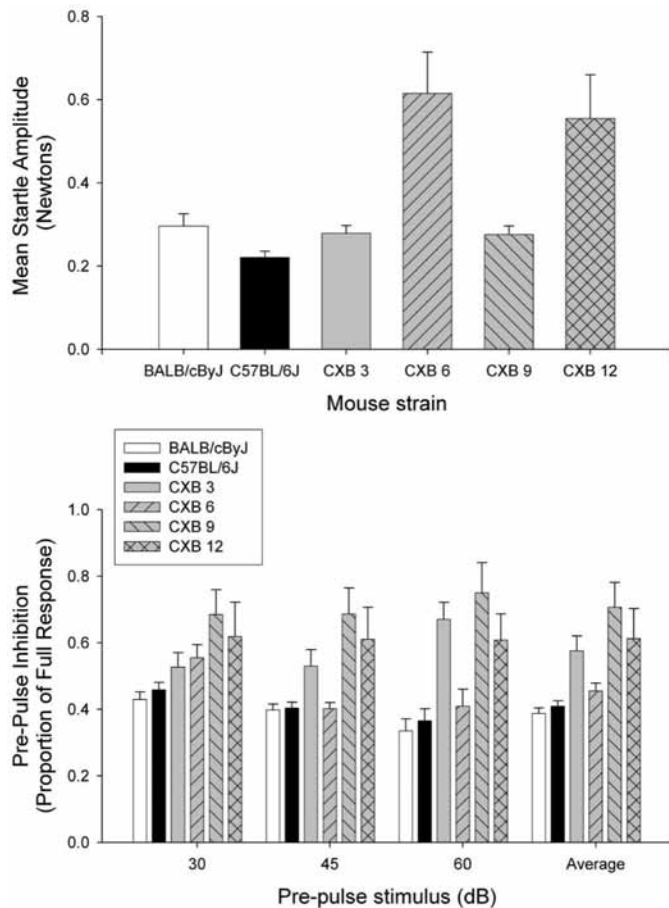 0.8
0.6
0.4
0.2
0.0
Mean Startle Amplitude
(Newtons)
BALB/cByJ C57BL/6J CXB 3 CXB 6 CXB 9 CXB 12
Mouse strain
BALB/cByJ
C57BL/6J
CXB 3
CXB 6
CXB 9
CXB 12
1.0
0.8
0.6
0.4
0.2
0.0
Pre-Pulse Inhibition
(Proportion of Full Response)
30 45 60 Average
Pre-pulse stimulus (dB)